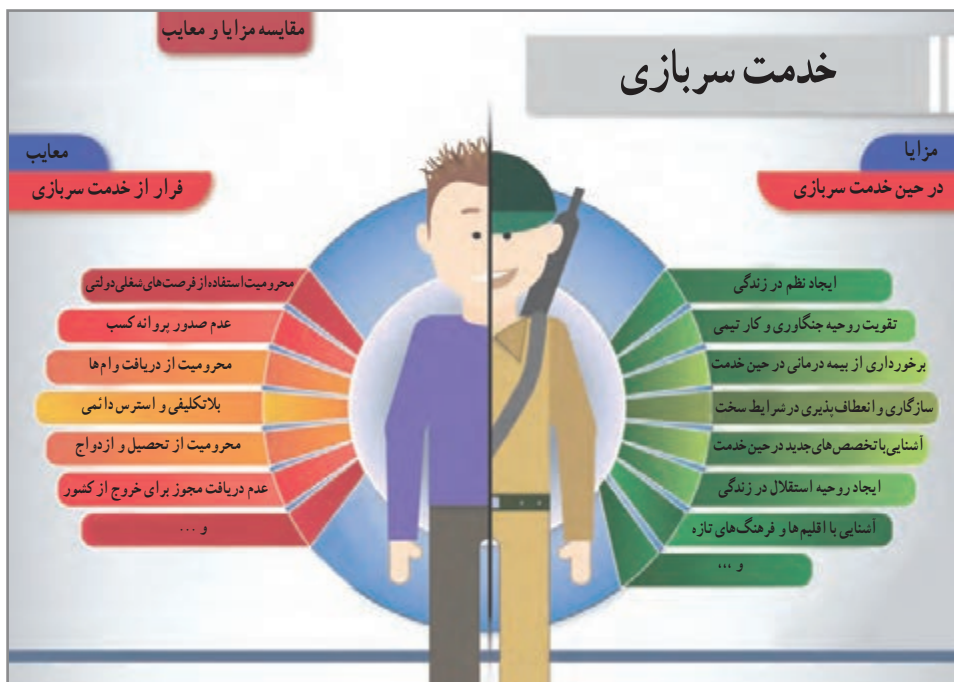 مقایسه مزایا و معایب
خدمت سربازی
مزایا
در حین خدمت سربازی
ایجاد نظم در زندگی
تقویت روحیه جنگاوری و کار تیمی
برخورداری از بیمه درمانی در حین خدمت
سازگاری و انعطاف‌پذیری در شرایط سخت
آشنایی با تخصص‌های جدید در حین خدمت
ایجاد روحیه استقلال در زندگی
آشنایی با اقلیم‌ها و فرهنگ‌های تازه
و ...
معایب
فرار از خدمت سربازی
محرومیت استفاده از فرصت‌های شغلی دولتی
عدم صدور پروانه کسب
محرومیت از دریافت وام‌ها
بلاتکلیفی و استرس دائمی
محرومیت از تحصیل و ازدواج
عدم دریافت مجوز برای خروج از کشور
و ...